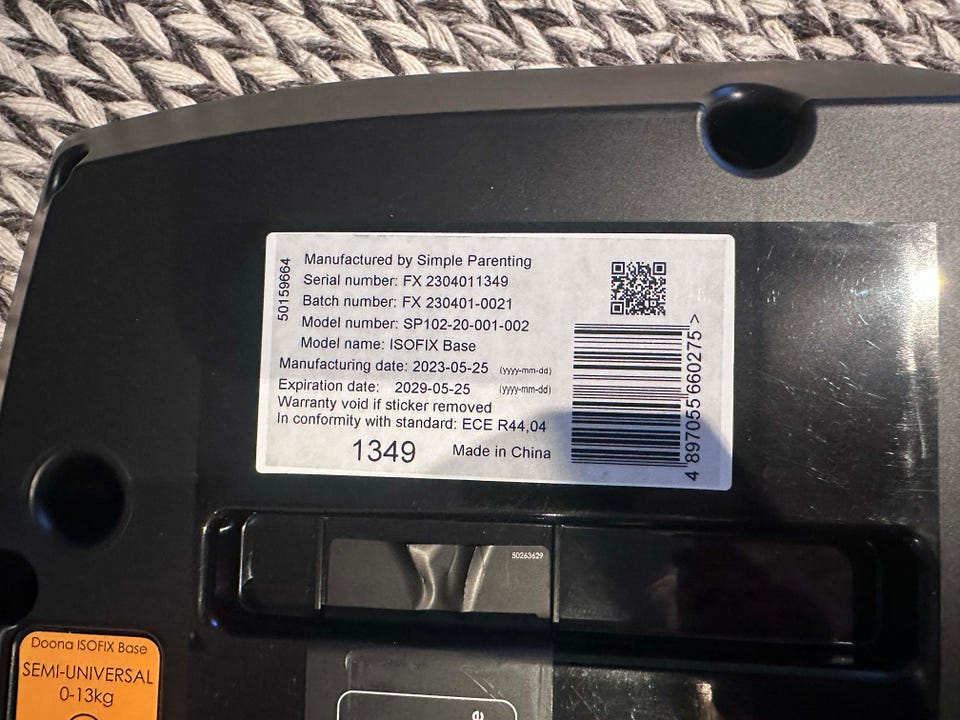 50159664
Manufactured by Simple Parenting
Serial number: FX 2304011349
Batch number: FX 230401-0021
Model number: SP102-20-001-002
Model name: ISOFIX Base
Manufacturing date: 2023-05-25 (yyyy-mm-dd)
Expiration date: 2029-05-25 (yyyy-mm-dd)
Warranty void if sticker removed
In conformity with standard: ECE R44,04
1349 Made in China
4 897055 660275 >
50263629
Doona ISOFIX Base
SEMI-UNIVERSAL
0-13kg